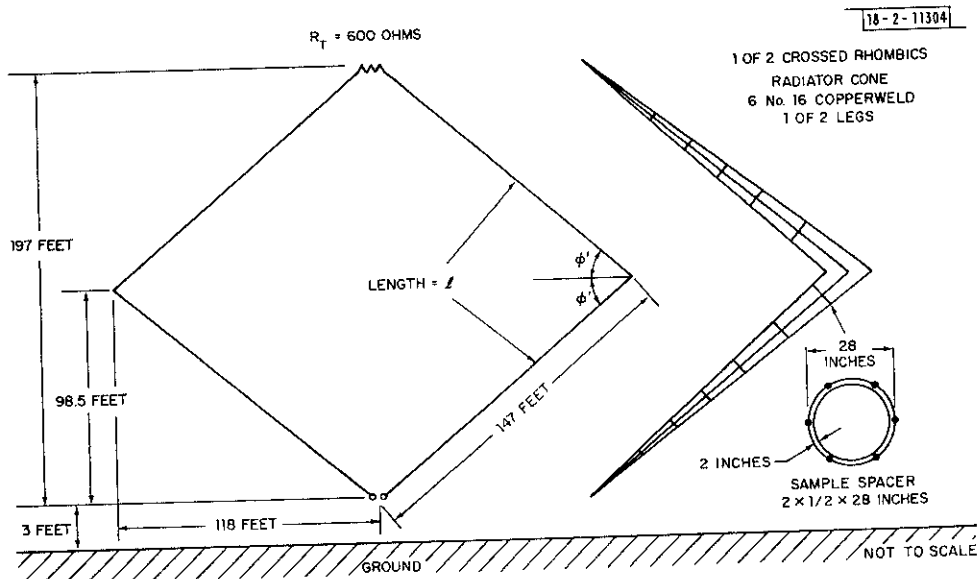 18-2-11304
R_T = 600 OHMS
1 OF 2 CROSSED RHOMBICS
RADIATOR CONE
6 No. 16 COPPERWELD
1 OF 2 LEGS
197 FEET
LENGTH = ℓ
φ'
φ'
98.5 FEET
147 FEET
28
INCHES
2 INCHES
SAMPLE SPACER
2 × 1/2 × 28 INCHES
3 FEET
118 FEET
GROUND
NOT TO SCALE